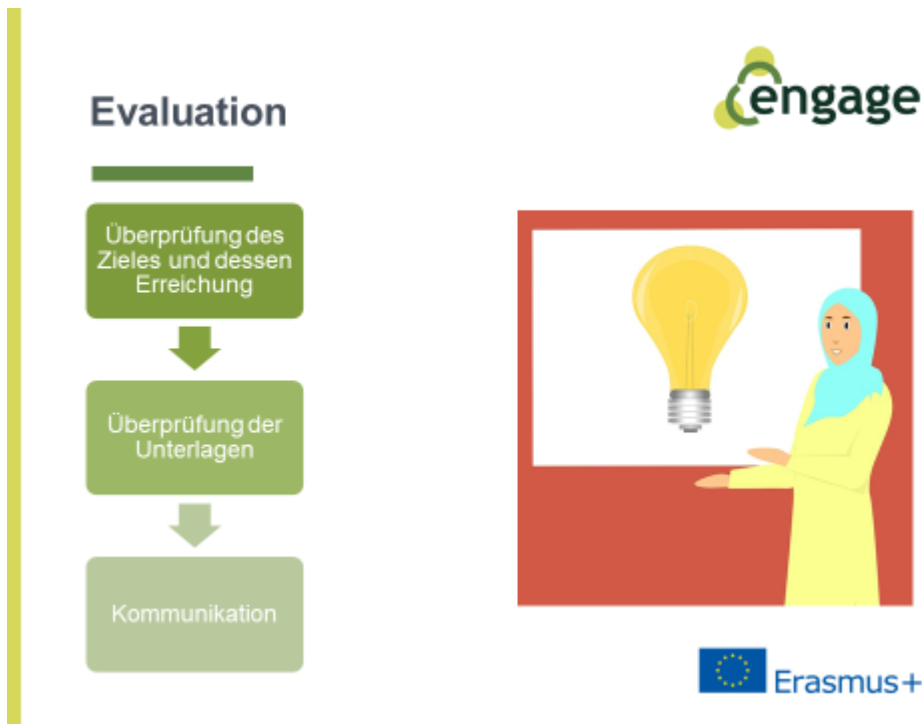 Evaluation
engage
Überprüfung des
Zieles und dessen
Erreichung
Überprüfung der
Unterlagen
Kommunikation
Erasmus+